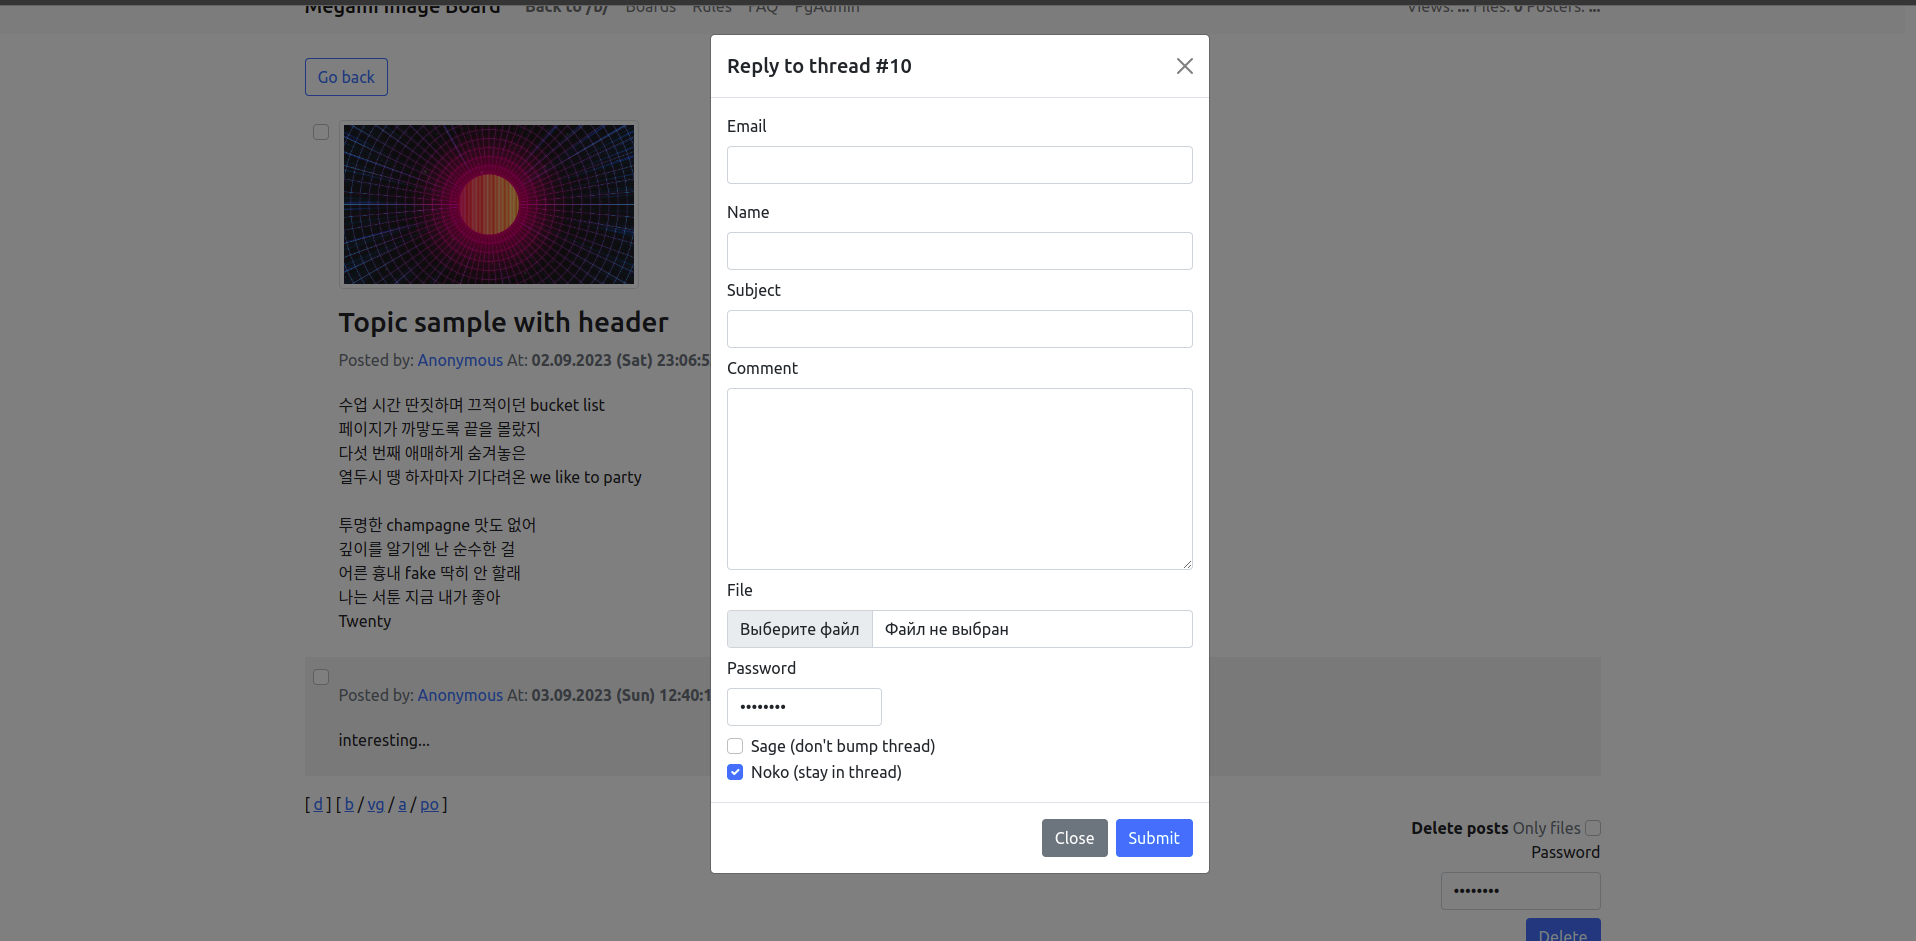 Megami Image Board Back to /b/ Boards Rules FAQ PgAdmin Views: ... Files: 0 Posters: ...
Go back
Topic sample with header
Posted by: Anonymous At: 02.09.2023 (Sat) 23:06:5
수업 시간 딴짓하며 끄적이던 bucket list
페이지가 까맣도록 끝을 몰랐지
다섯 번째 애매하게 숨겨놓은
열두시 땡 하자마자 기다려온 we like to party
투명한 champagne 맛도 없어
깊이를 알기엔 난 순수한 걸
어른 흉내 fake 딱히 안 할래
나는 서툰 지금 내가 좋아
Twenty
Posted by: Anonymous At: 03.09.2023 (Sun) 12:40:1
interesting...
[ d ] [ b / vg / a / po ]
Reply to thread #10
Email
Name
Subject
Comment
File
Выберите файл Файл не выбран
Password
••••••••
Sage (don't bump thread)
Noko (stay in thread)
Close Submit
Delete posts Only files
Password
••••••••
Delete